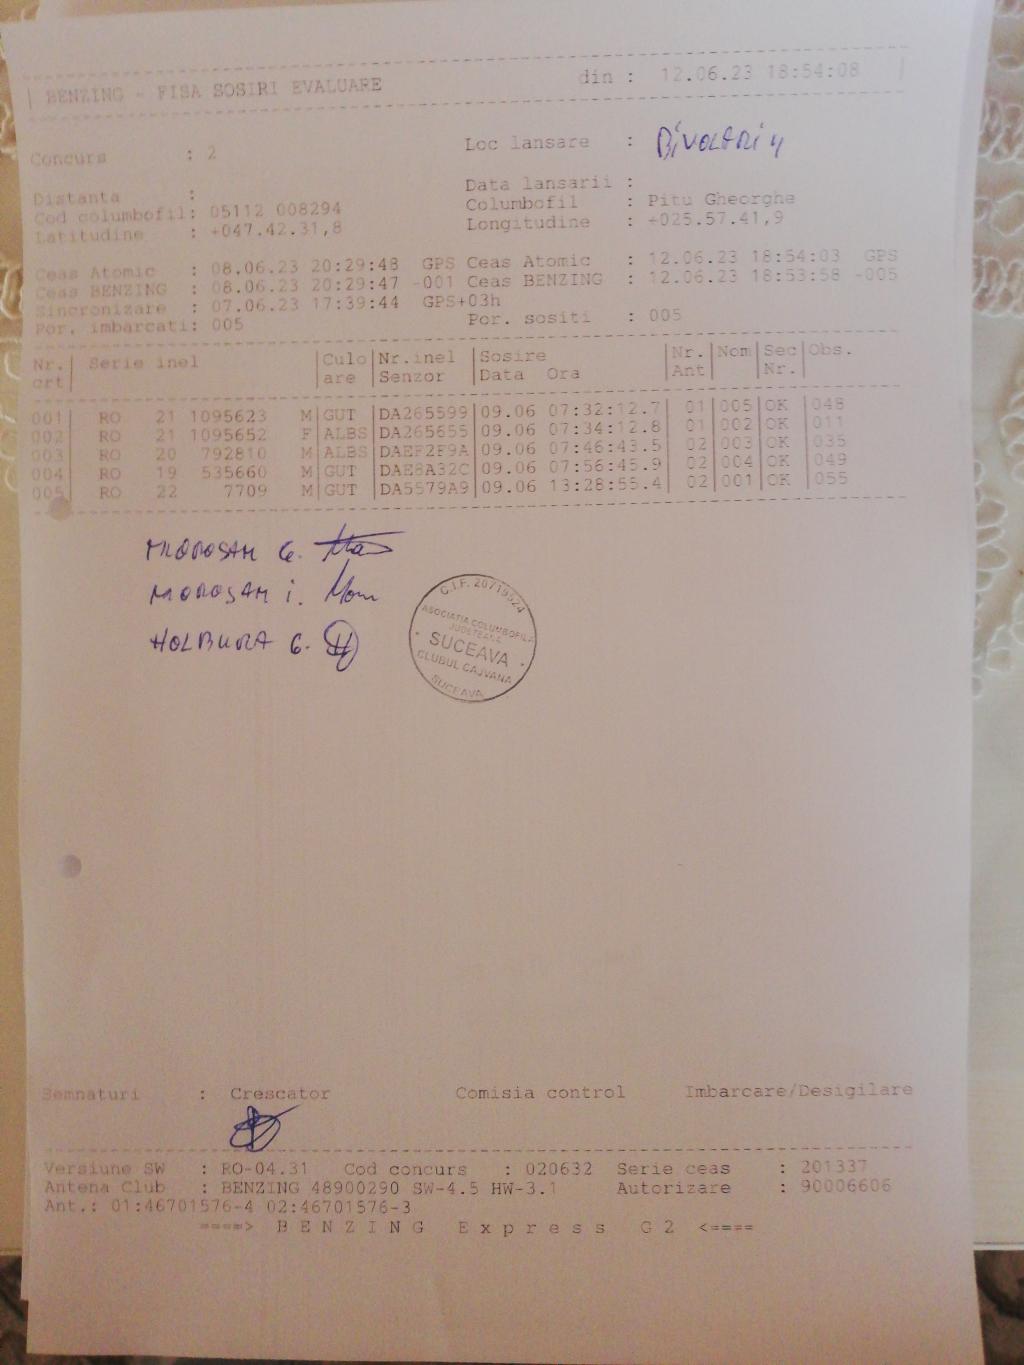 BENZING - FISA SOSIRI EVALUARE din : 12.06.23 18:54:08
Concurs : 2 Loc lansare :
Distanta : Data lansarii :
Cod columbofil: 05112 008294 Columbofil : Pitu Gheorghe
Latitudine : +047.42.31,8 Longitudine : +025.57.41,9
Ceas Atomic : 08.06.23 20:29:48 GPS Ceas Atomic : 12.06.23 18:54:03 GPS
Ceas BENZING : 08.06.23 20:29:47 -001 Ceas BENZING : 12.06.23 18:53:58 -005
Sincronizare : 07.06.23 17:39:44 GPS+03h
Por. imbarcati: 005 Por. sositi : 005
Nr. Serie inel Culo Nr.inel Sosire Nr. Nom Sec Obs.
crt are Senzor Data Ora Ant Nr.
001 RO 21 1095623 M GUT DA265599 09.06 07:32:12.7 01 005 OK 048
002 RO 21 1095652 F ALBS DA265655 09.06 07:34:12.8 01 002 OK 011
003 RO 20 792810 M ALBS DAEF2F9A 09.06 07:46:43.5 02 003 OK 035
004 RO 19 535660 M GUT DAE8A32C 09.06 07:56:45.9 02 004 OK 049
005 RO 22 7709 M GUT DA5579A9 09.06 13:28:55.4 02 001 OK 055
G.
MOROȘAN i.
HOLBURA G.
C.I.F. 20719524
ASOCIATIA COLUMBOFILA
JUDETEANA
SUCEAVA
CLUBUL CAJVANA
SUCEAVA
Semnaturi : Crescator Comisia control Imbarcare/Desigilare
Versiune SW : RO-04.31 Cod concurs : 020632 Serie ceas : 201337
Antena Club : BENZING 48900290 SW-4.5 HW-3.1 Autorizare : 90006606
Ant.: 01:46701576-4 02:46701576-3
====> BENZING Express G2 <====